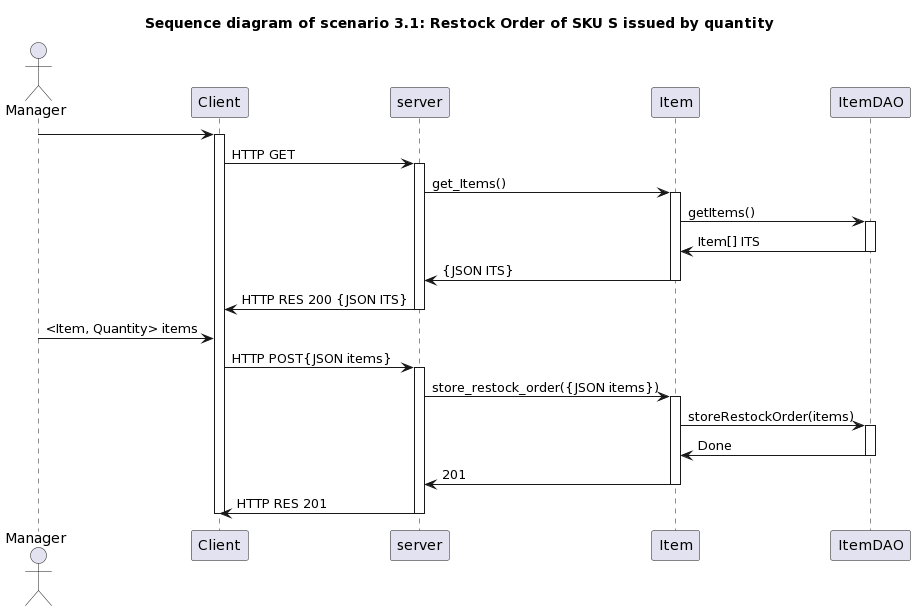 Sequence diagram of scenario 3.1: Restock Order of SKU S issued by quantity
Manager
Client
server
Item
ItemDAO
HTTP GET
get_Items()
getItems()
Item[] ITS
{JSON ITS}
HTTP RES 200 {JSON ITS}
<Item, Quantity> items
HTTP POST{JSON items}
store_restock_order({JSON items})
storeRestockOrder(items)
Done
201
HTTP RES 201
Manager
Client
server
Item
ItemDAO